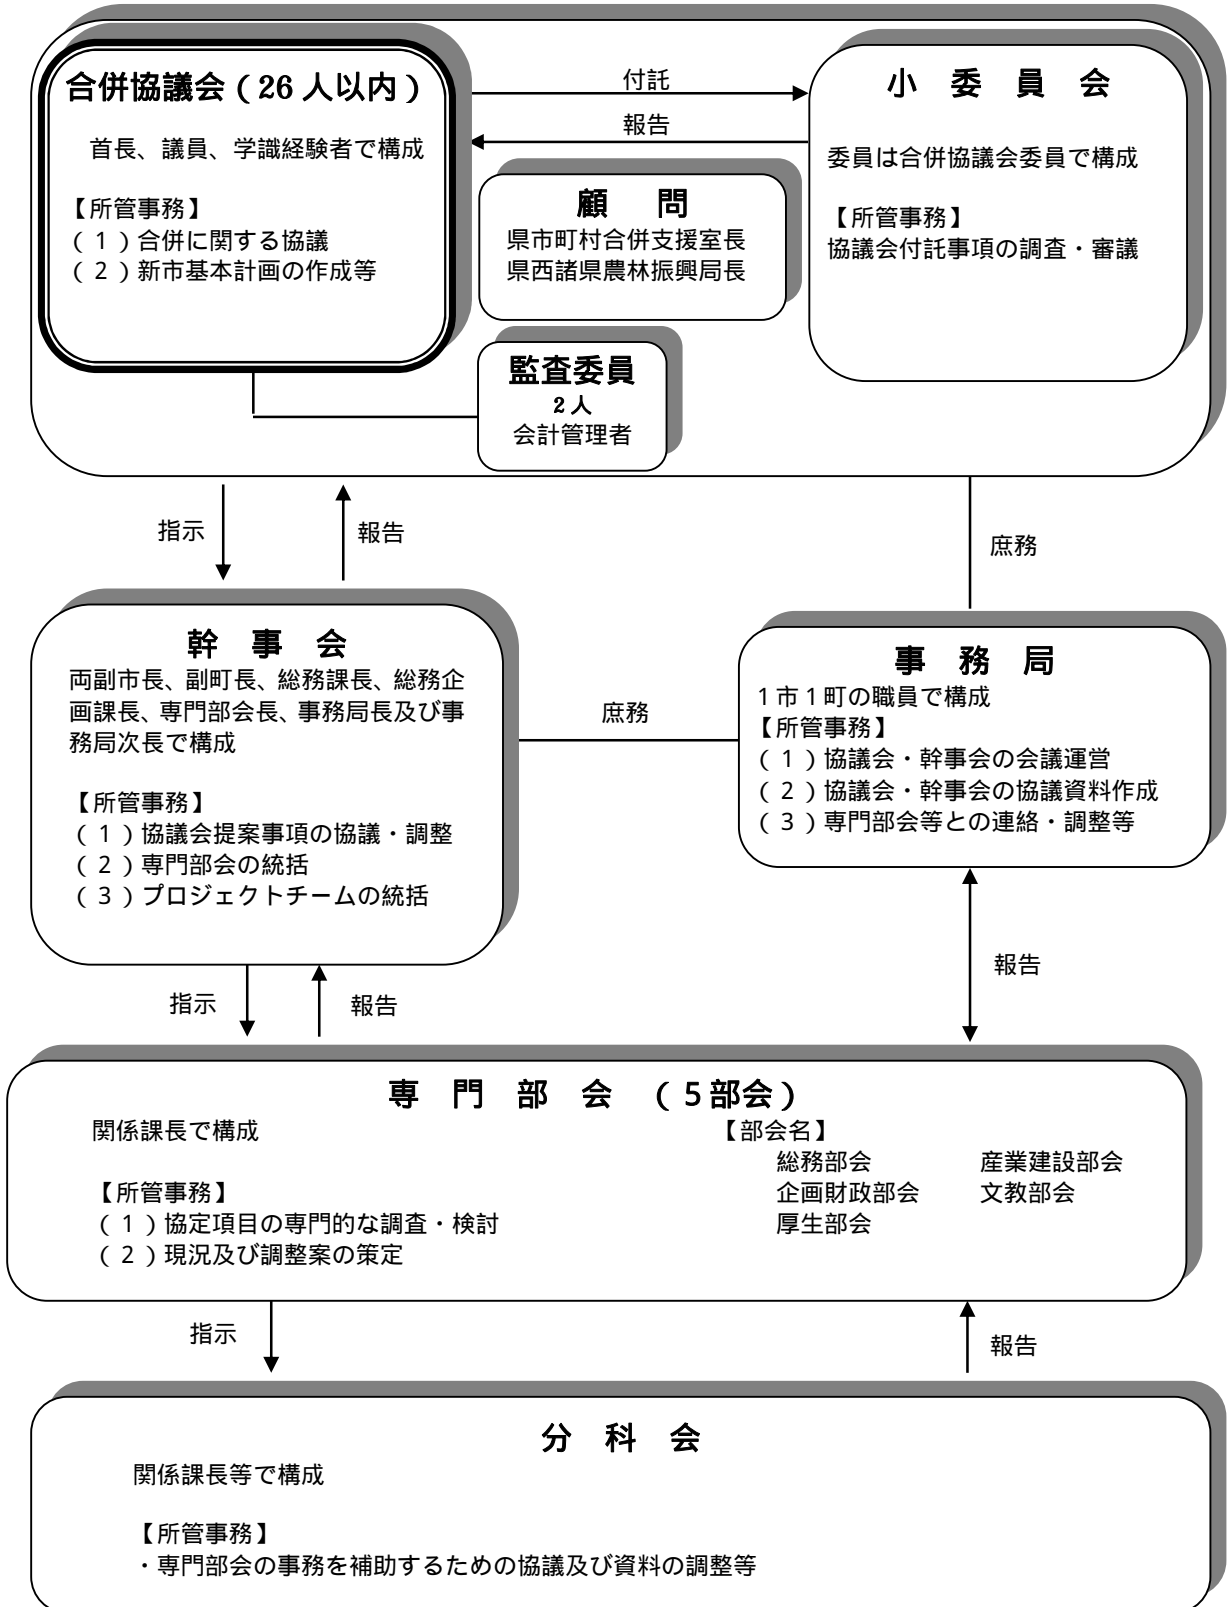 合併協議会(26人以内)
首長、議員、学識経験者で構成
【所管事務】
(1)合併に関する協議
(2)新市基本計画の作成等
付託
報告
小 委 員 会
委員は合併協議会委員で構成
【所管事務】
協議会付託事項の調査・審議
顧 問
県市町村合併支援室長
県西諸県農林振興局長
監査委員
2人
会計管理者
指示
報告
庶務
幹 事 会
両副市長、副町長、総務課長、総務企
画課長、専門部会長、事務局長及び事
務局次長で構成
【所管事務】
(1)協議会提案事項の協議・調整
(2)専門部会の統括
(3)プロジェクトチームの統括
庶務
事 務 局
1市1町の職員で構成
【所管事務】
(1)協議会・幹事会の会議運営
(2)協議会・幹事会の協議資料作成
(3)専門部会等との連絡・調整等
指示
報告
報告
専 門 部 会 (5部会)
関係課長で構成
【所管事務】
(1)協定項目の専門的な調査・検討
(2)現況及び調整案の策定
【部会名】
総務部会 産業建設部会
企画財政部会 文教部会
厚生部会
指示
報告
分 科 会
関係課長等で構成
【所管事務】
・専門部会の事務を補助するための協議及び資料の調整等